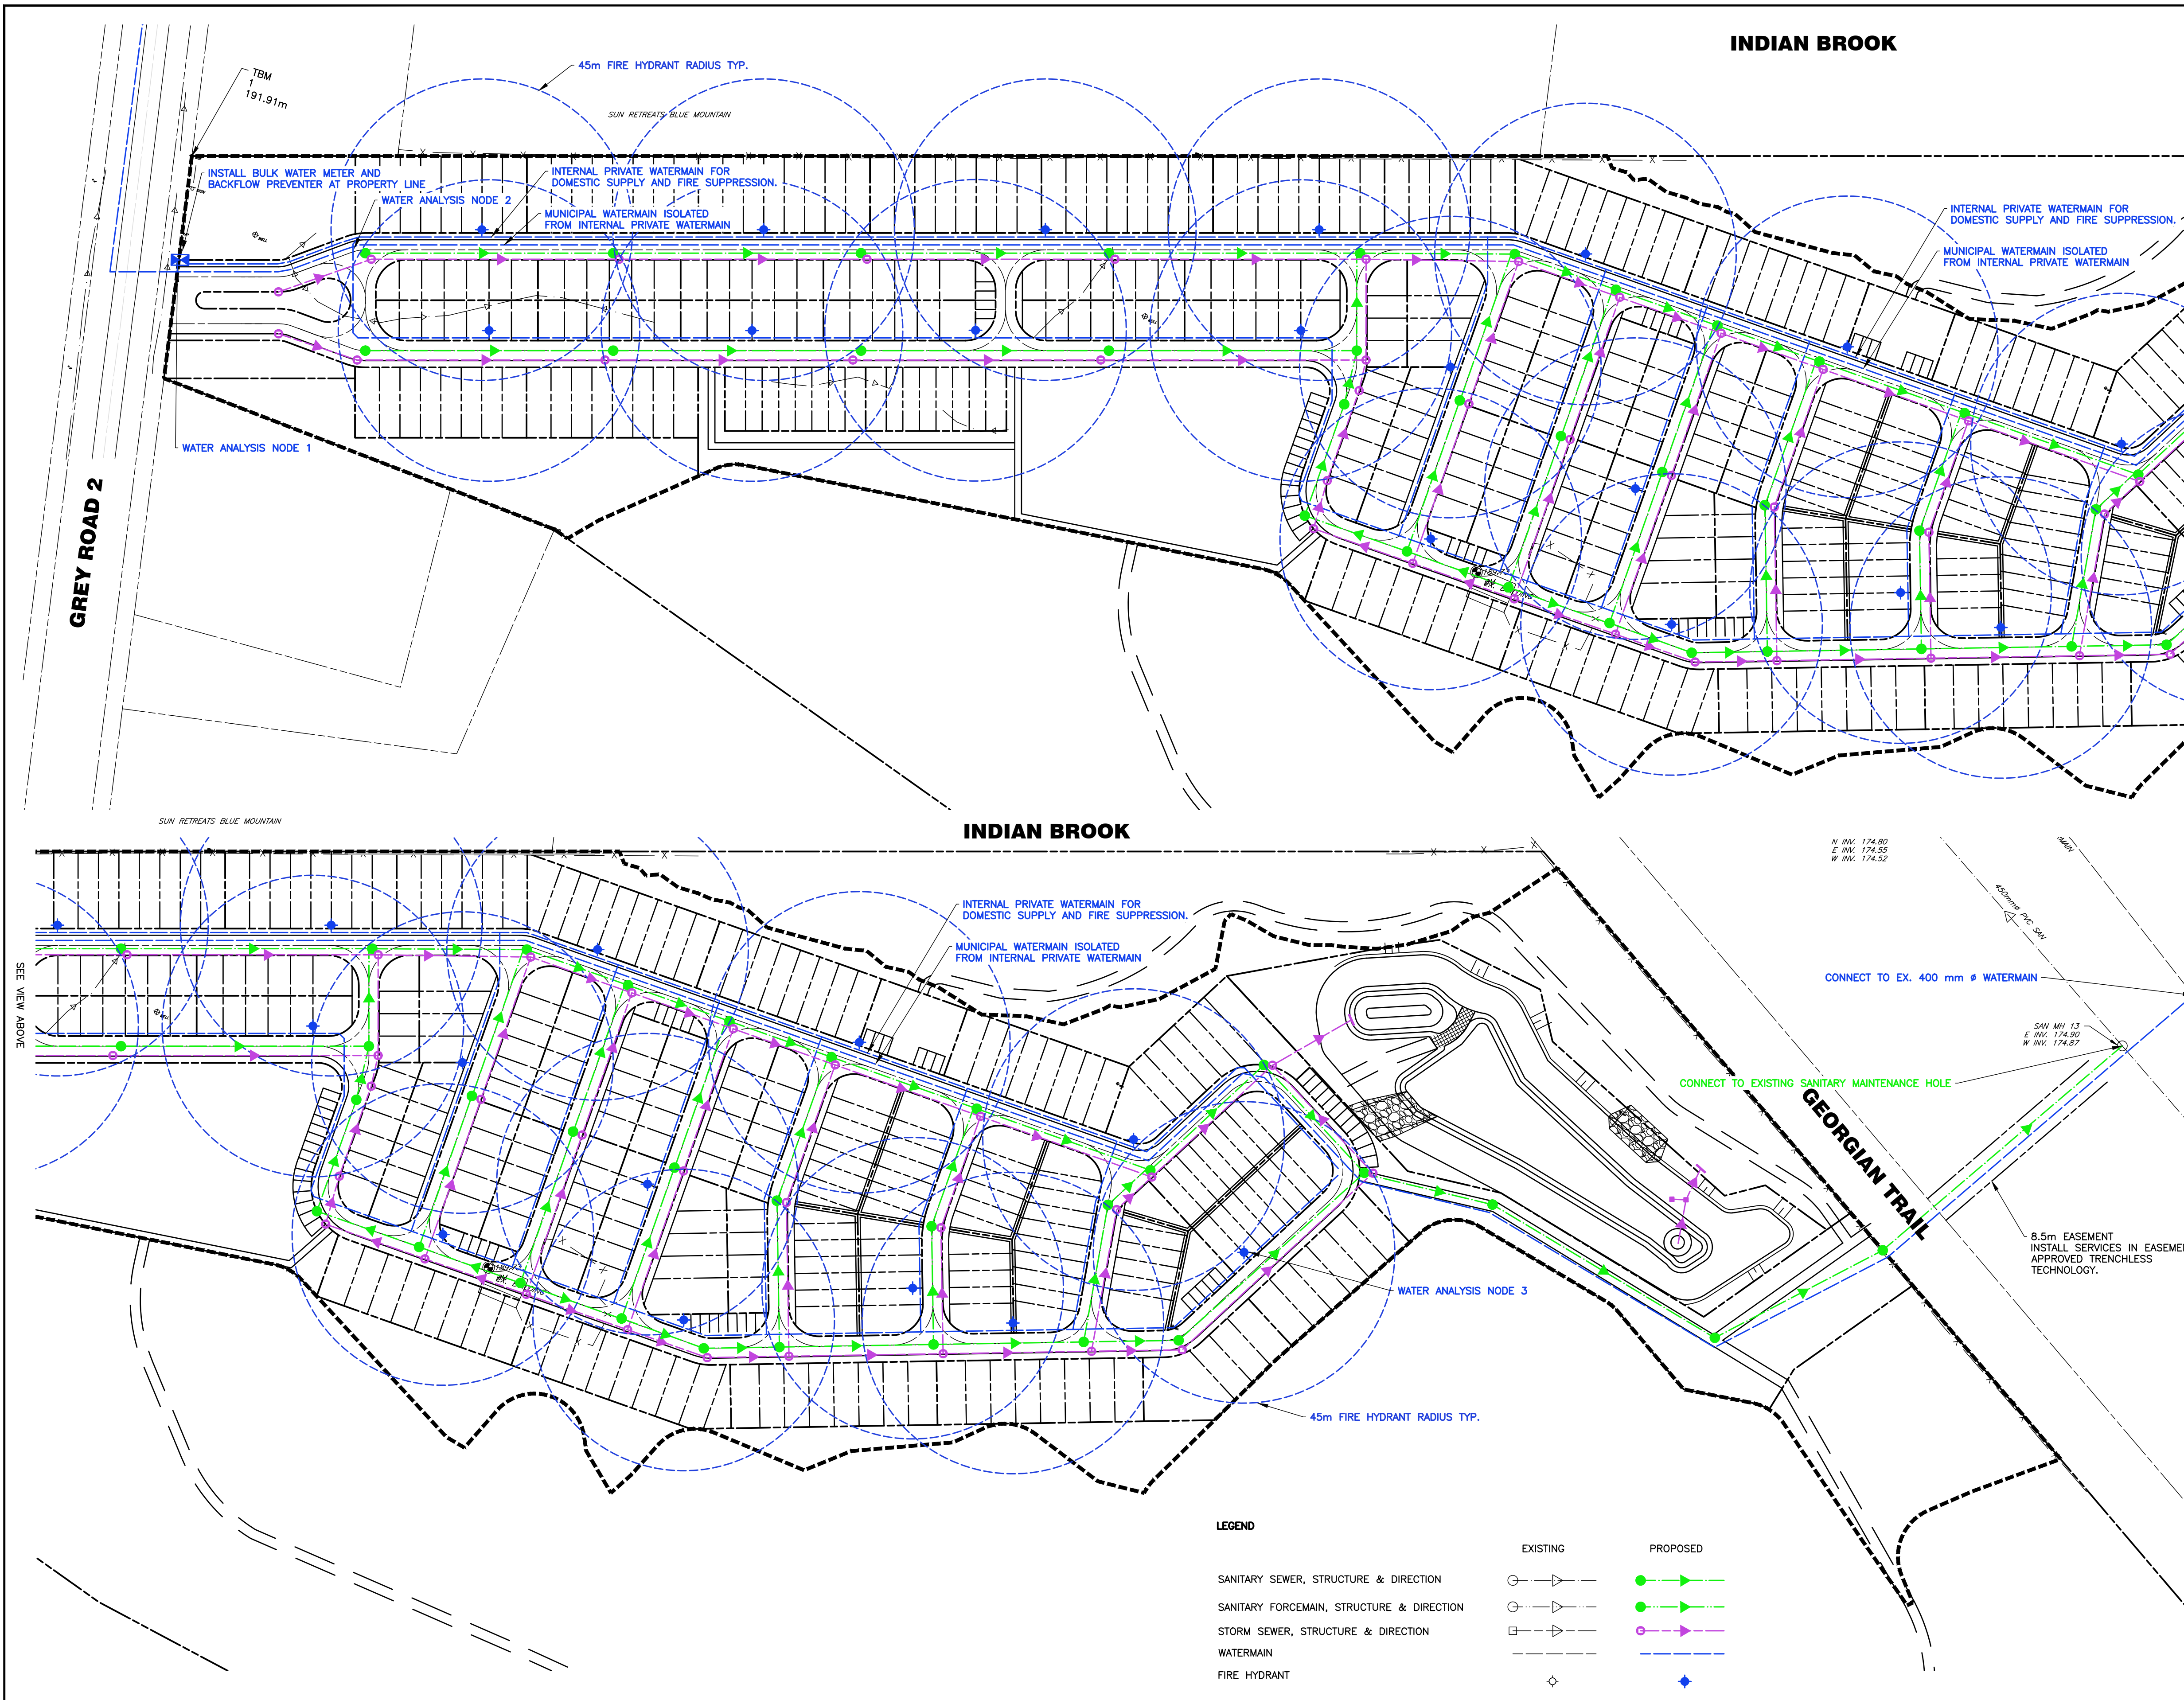 INDIAN BROOK
TBM
1
191.91m
45m FIRE HYDRANT RADIUS TYP.
SUN RETREATS BLUE MOUNTAIN
INSTALL BULK WATER METER AND
BACKFLOW PREVENTER AT PROPERTY LINE
INTERNAL PRIVATE WATERMAIN FOR
DOMESTIC SUPPLY AND FIRE SUPPRESSION.
WATER ANALYSIS NODE 2
MUNICIPAL WATERMAIN ISOLATED
FROM INTERNAL PRIVATE WATERMAIN
INTERNAL PRIVATE WATERMAIN FOR
DOMESTIC SUPPLY AND FIRE SUPPRESSION.
MUNICIPAL WATERMAIN ISOLATED
FROM INTERNAL PRIVATE WATERMAIN
WATER ANALYSIS NODE 1
GREY ROAD 2
SUN RETREATS BLUE MOUNTAIN
INDIAN BROOK
N INV. 174.80
E INV. 174.55
W INV. 174.52
450mmø PVC SAN
INTERNAL PRIVATE WATERMAIN FOR
DOMESTIC SUPPLY AND FIRE SUPPRESSION.
MUNICIPAL WATERMAIN ISOLATED
FROM INTERNAL PRIVATE WATERMAIN
SEE VIEW ABOVE
CONNECT TO EX. 400 mm ø WATERMAIN
SAN MH 13
E INV. 174.90
W INV. 174.87
CONNECT TO EXISTING SANITARY MAINTENANCE HOLE
GEORGIAN TRAIL
8.5m EASEMENT
INSTALL SERVICES IN EASEME
APPROVED TRENCHLESS
TECHNOLOGY.
WATER ANALYSIS NODE 3
45m FIRE HYDRANT RADIUS TYP.
LEGEND
EXISTING PROPOSED
SANITARY SEWER, STRUCTURE & DIRECTION
SANITARY FORCEMAIN, STRUCTURE & DIRECTION
STORM SEWER, STRUCTURE & DIRECTION
WATERMAIN
FIRE HYDRANT